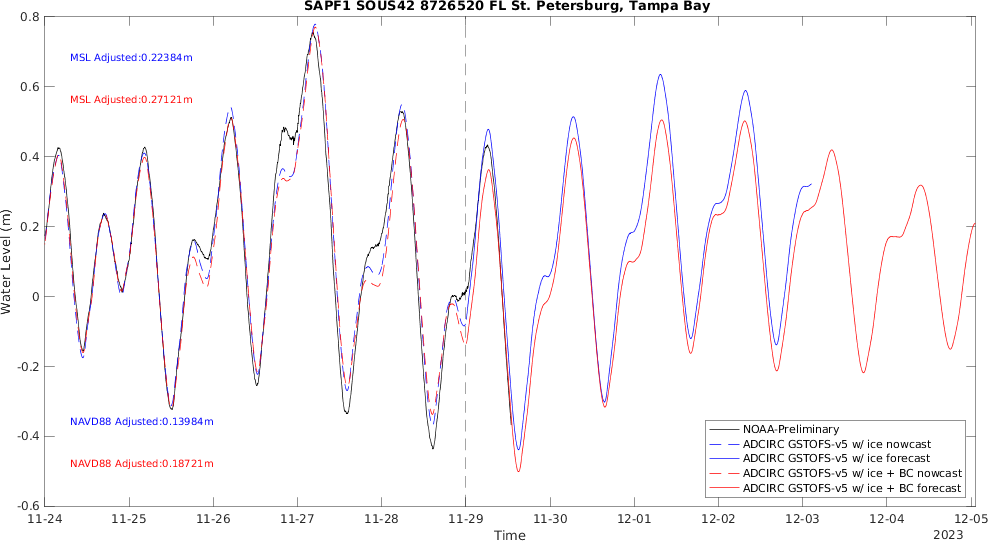 SAPF1 SOUS42 8726520 FL St. Petersburg, Tampa Bay
0.8
0.6
0.4
0.2
0
-0.2
-0.4
-0.6
Water Level (m)
MSL Adjusted:0.22384m
MSL Adjusted:0.27121m
NAVD88 Adjusted:0.13984m
NAVD88 Adjusted:0.18721m
NOAA-Preliminary
ADCIRC GSTOFS-v5 w/ ice nowcast
ADCIRC GSTOFS-v5 w/ ice forecast
ADCIRC GSTOFS-v5 w/ ice + BC nowcast
ADCIRC GSTOFS-v5 w/ ice + BC forecast
11-24 11-25 11-26 11-27 11-28 11-29 11-30 12-01 12-02 12-03 12-04 12-05
Time
2023